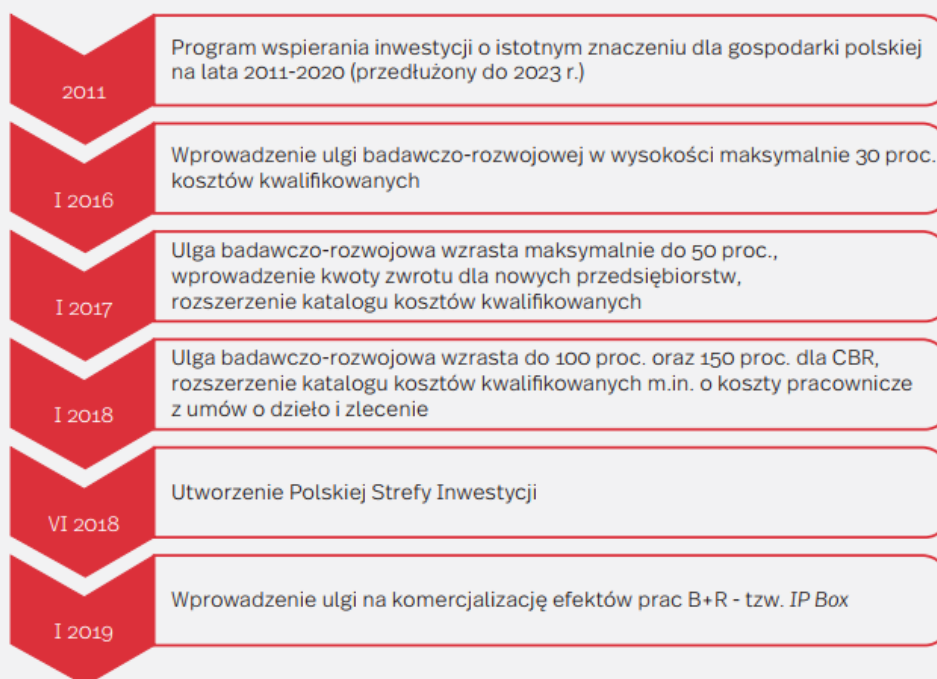 2011
Program wspierania inwestycji o istotnym znaczeniu dla gospodarki polskiej
na lata 2011-2020 (przedłużony do 2023 r.)
I 2016
Wprowadzenie ulgi badawczo-rozwojowej w wysokości maksymalnie 30 proc.
kosztów kwalifikowanych
I 2017
Ulga badawczo-rozwojowa wzrasta maksymalnie do 50 proc.,
wprowadzenie kwoty zwrotu dla nowych przedsiębiorstw,
rozszerzenie katalogu kosztów kwalifikowanych
I 2018
Ulga badawczo-rozwojowa wzrasta do 100 proc. oraz 150 proc. dla CBR,
rozszerzenie katalogu kosztów kwalifikowanych m.in. o koszty pracownicze
z umów o dzieło i zlecenie
VI 2018
Utworzenie Polskiej Strefy Inwestycji
I 2019
Wprowadzenie ulgi na komercjalizację efektów prac B+R - tzw. IP Box